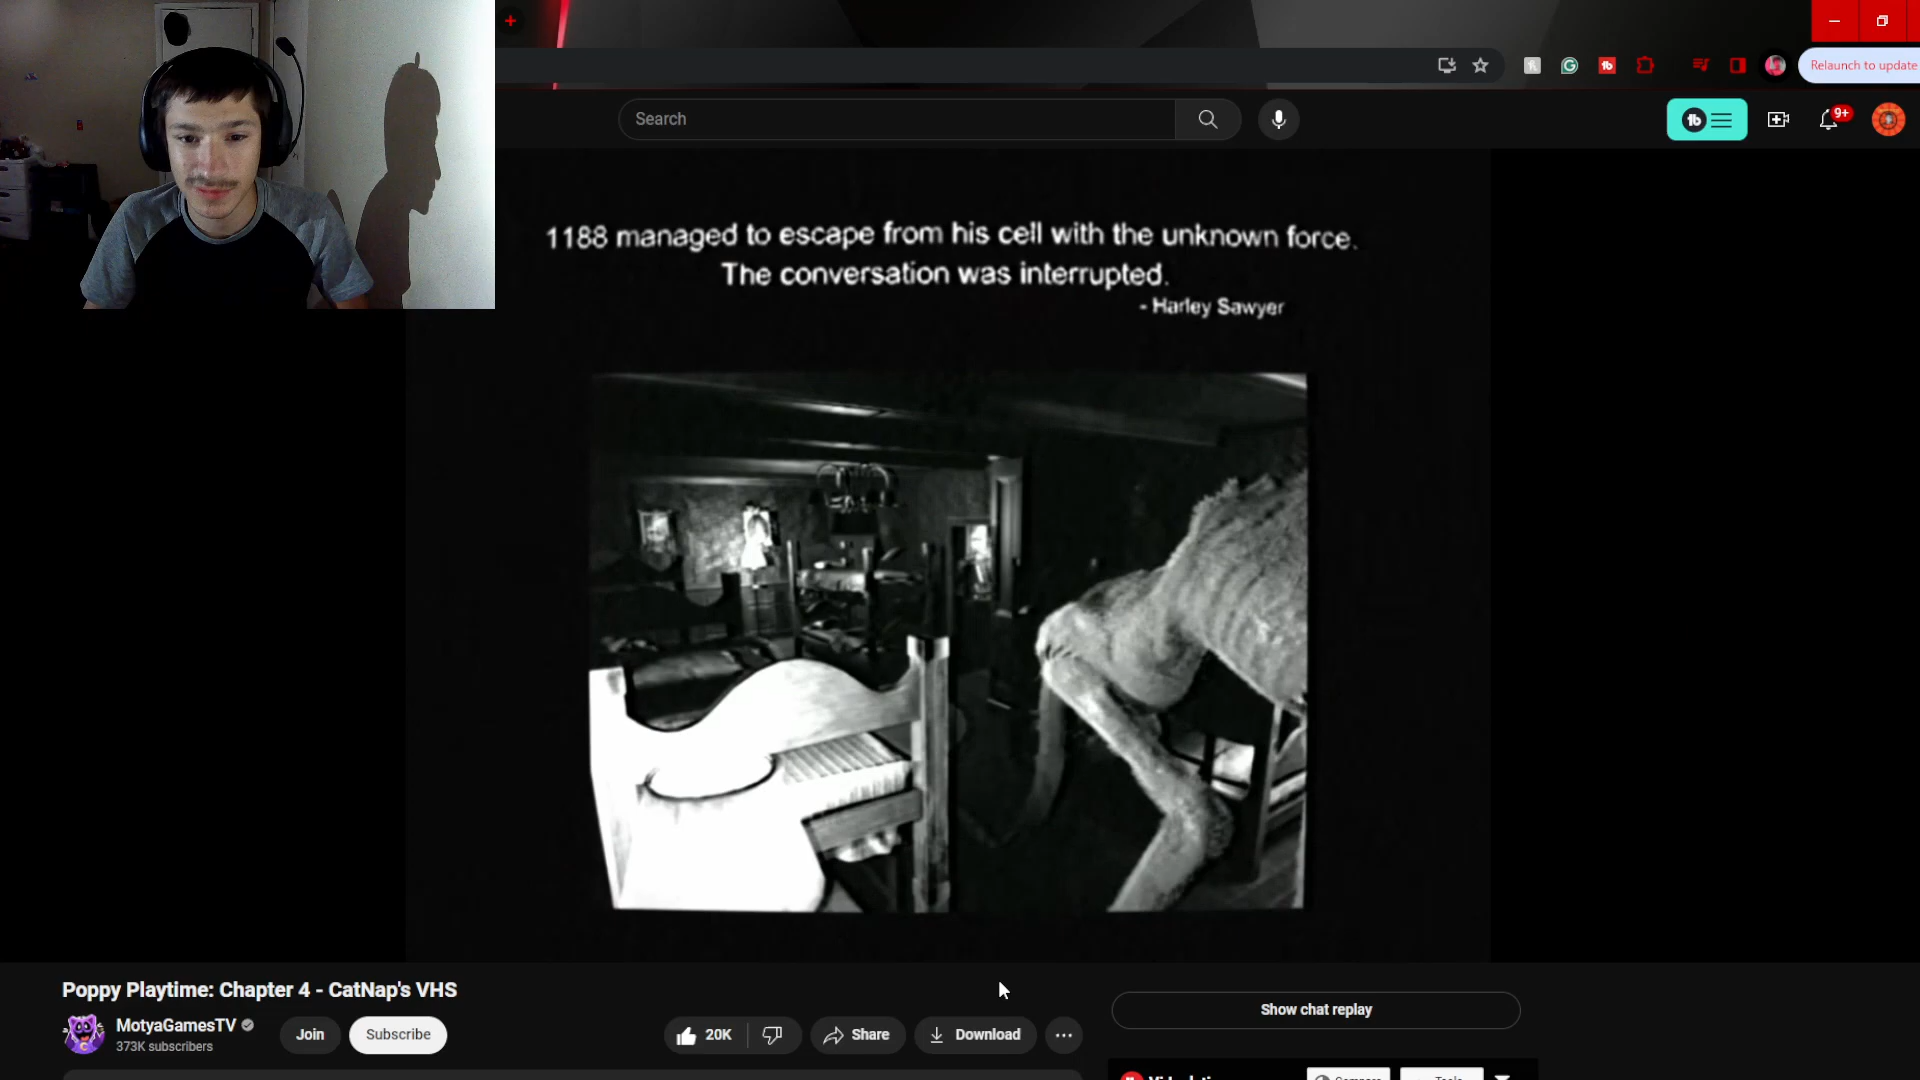 Relaunch to update
Search
9+
1188 managed to escape from his cell with the unknown force.
The conversation was interrupted.
- Harley Sawyer
Poppy Playtime: Chapter 4 - CatNap's VHS
MotyaGamesTV
373K subscribers
Join
Subscribe
20K
Share
Download
Show chat replay